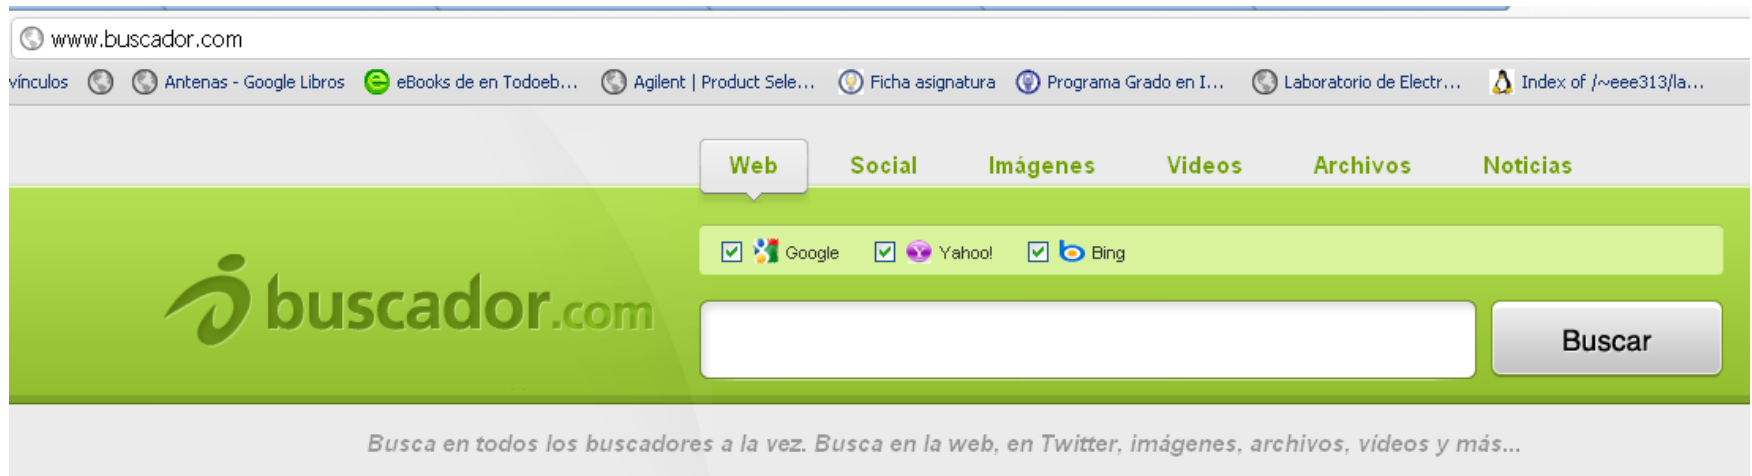 www.buscador.com
vínculos Antenas - Google Libros eBooks de en Todoeb... Agilent | Product Sele... Ficha asignatura Programa Grado en I... Laboratorio de Electr... Index of /~eee313/la...
Web Social Imágenes Videos Archivos Noticias
Google Yahoo! Bing
buscador.com
Buscar
Busca en todos los buscadores a la vez. Busca en la web, en Twitter, imágenes, archivos, vídeos y más...